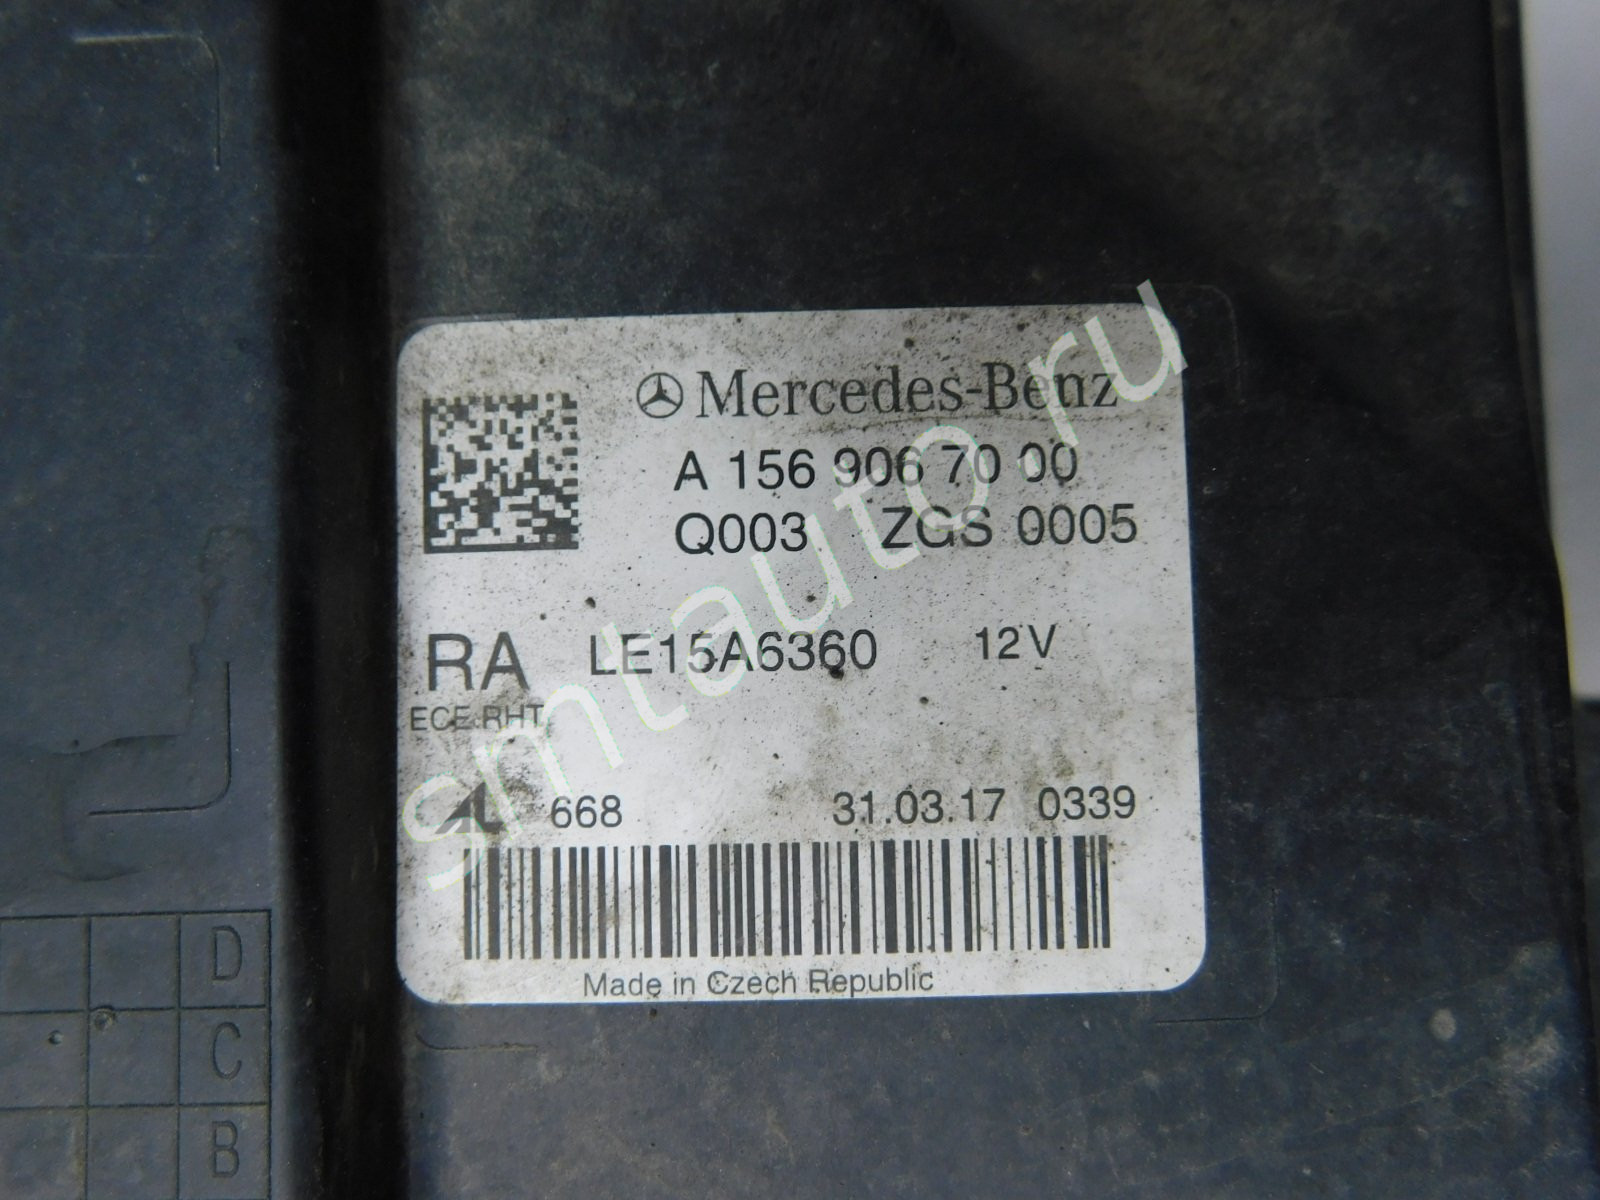 Mercedes-Benz
A 156 906 70 00
Q003 ZGS 0005
RA LE15A6360 12V
ECE RHT
AL 668 31.03.17 0339
Made in Czech Republic
D
C
B
smtauto.ru